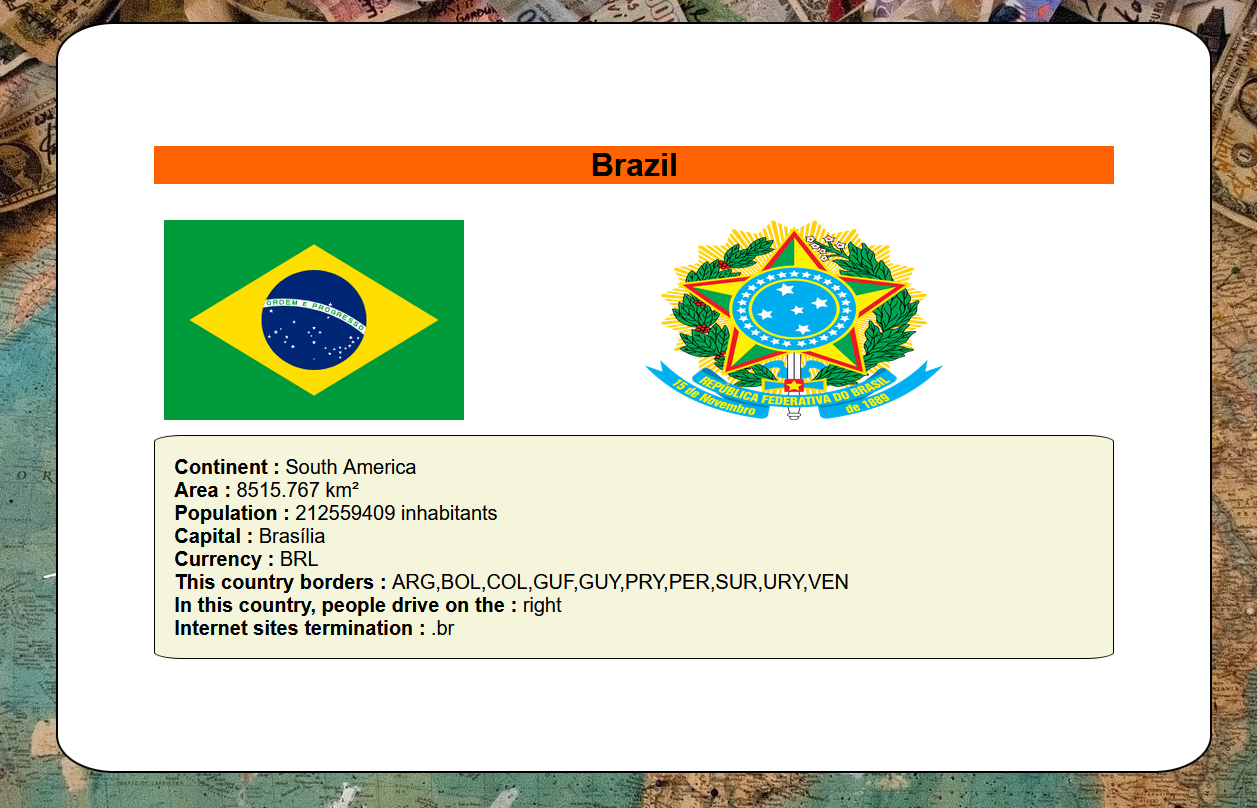 Brazil
ORDEM E PROGRESSO
REPÚBLICA FEDERATIVA DO BRASIL
15 de Novembro
de 1889
Continent : South America
Area : 8515.767 km²
Population : 212559409 inhabitants
Capital : Brasília
Currency : BRL
This country borders : ARG,BOL,COL,GUF,GUY,PRY,PER,SUR,URY,VEN
In this country, people drive on the : right
Internet sites termination : .br